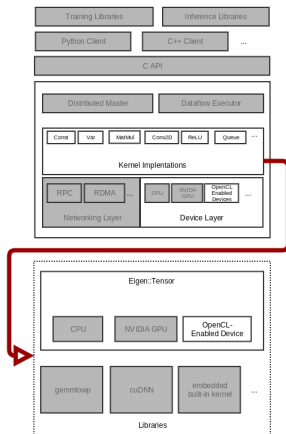 Training Libraries
Inference Libraries
Python Client
C++ Client
...
C API
Distributed Master
Dataflow Executor
Const
Var
MatMul
Conv2D
ReLU
Queue
...
Kernel Implentations
RPC
RDMA
...
CPU
NVIDIA
GPU
OpenCL
Enabled
Devices
...
Networking Layer
Device Layer
Eigen::Tensor
CPU
NVIDIA GPU
OpenCL-
Enabled Device
gemmlowp
cuDNN
embedded
built-in kernel
...
Libraries